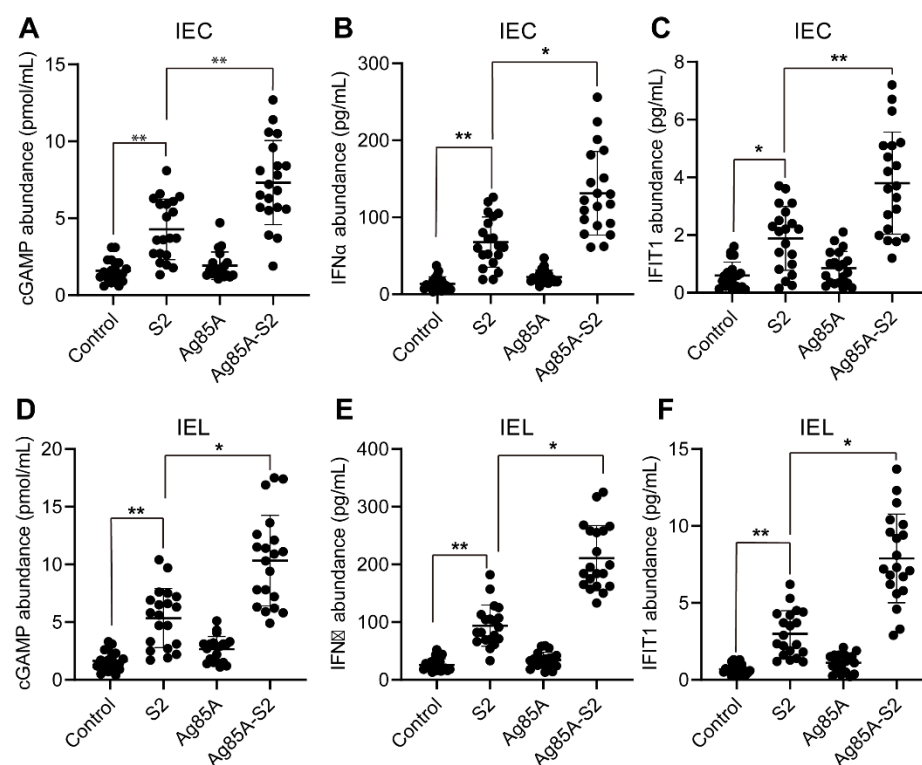 A
IEC
cGAMP abundance (pmol/mL)
15
10
5
0
**
**
Control
S2
Ag85A
Ag85A-S2
B
IEC
IFNα abundance (pg/mL)
300
200
100
0
**
*
Control
S2
Ag85A
Ag85A-S2
C
IEC
IFIT1 abundance (pg/mL)
8
6
4
2
0
*
**
Control
S2
Ag85A
Ag85A-S2
D
IEL
cGAMP abundance (pmol/mL)
20
15
10
5
0
**
*
Control
S2
Ag85A
Ag85A-S2
E
IEL
IFN☒ abundance (pg/mL)
400
300
200
100
0
**
*
Control
S2
Ag85A
Ag85A-S2
F
IEL
IFIT1 abundance (pg/mL)
15
10
5
0
**
*
Control
S2
Ag85A
Ag85A-S2